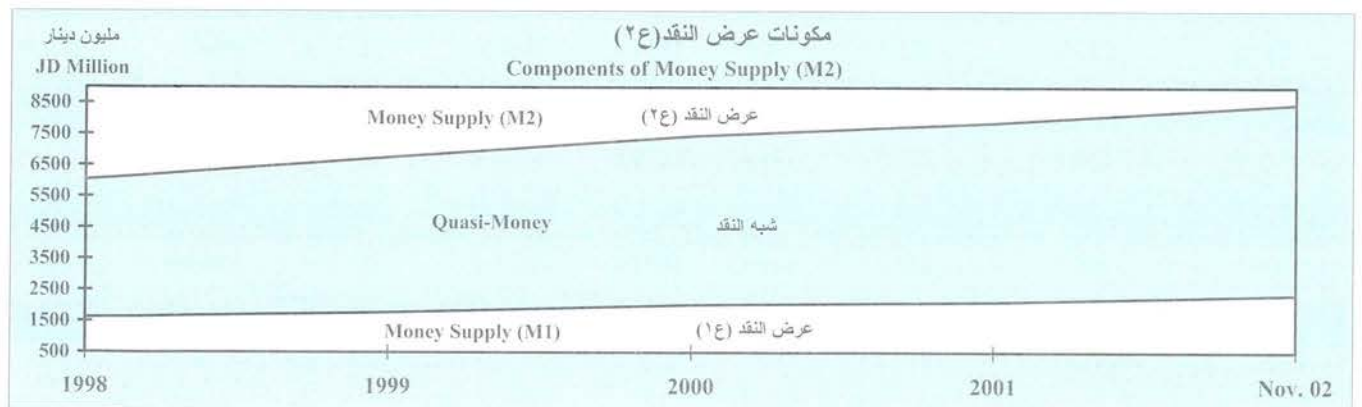 مكونات عرض النقد(ع٢)
مليون دينار
JD Million
Components of Money Supply (M2)
8500
Money Supply (M2) عرض النقد (ع٢)
7500
6500
5500
Quasi-Money شبه النقد
4500
3500
2500
1500
Money Supply (M1) عرض النقد (ع١)
500
1998 1999 2000 2001 Nov. 02